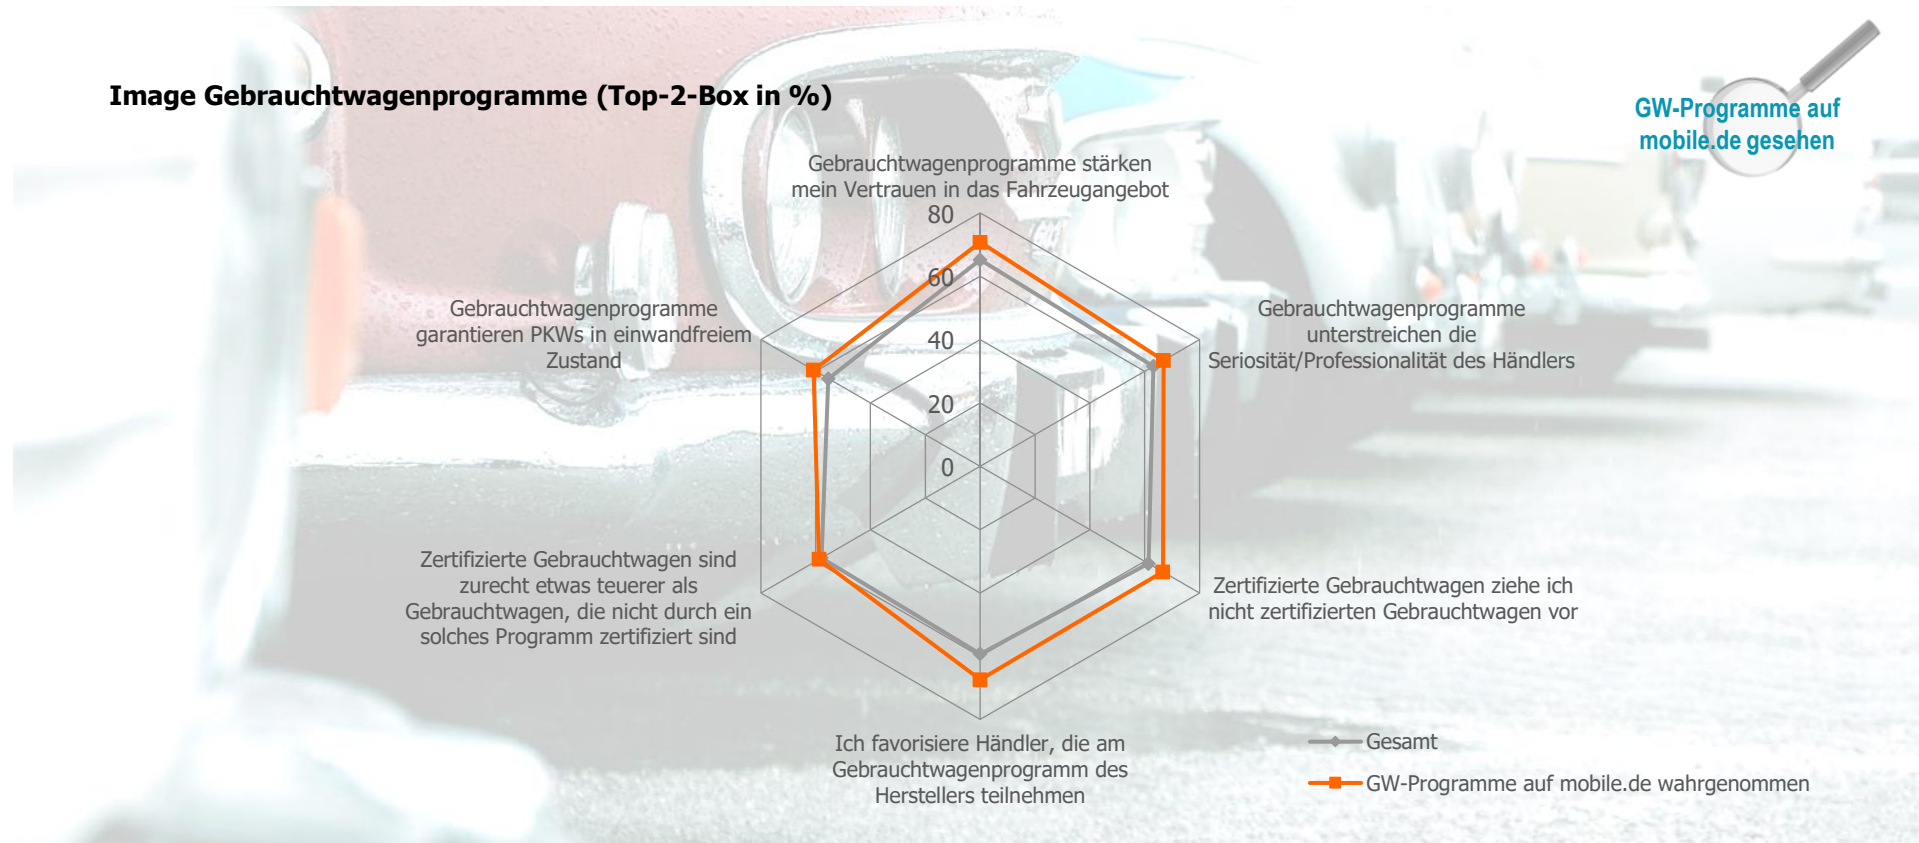 Image Gebrauchtwagenprogramme (Top-2-Box in %)
GW-Programme auf
mobile.de gesehen
Gebrauchtwagenprogramme stärken
mein Vertrauen in das Fahrzeugangebot
80
60
40
20
0
Gebrauchtwagenprogramme
garantieren PKWs in einwandfreiem
Zustand
Gebrauchtwagenprogramme
unterstreichen die
Seriosität/Professionalität des Händlers
Zertifizierte Gebrauchtwagen sind
zurecht etwas teuerer als
Gebrauchtwagen, die nicht durch ein
solches Programm zertifiziert sind
Zertifizierte Gebrauchtwagen ziehe ich
nicht zertifizierten Gebrauchtwagen vor
Ich favorisiere Händler, die am
Gebrauchtwagenprogramm des
Herstellers teilnehmen
Gesamt
GW-Programme auf mobile.de wahrgenommen